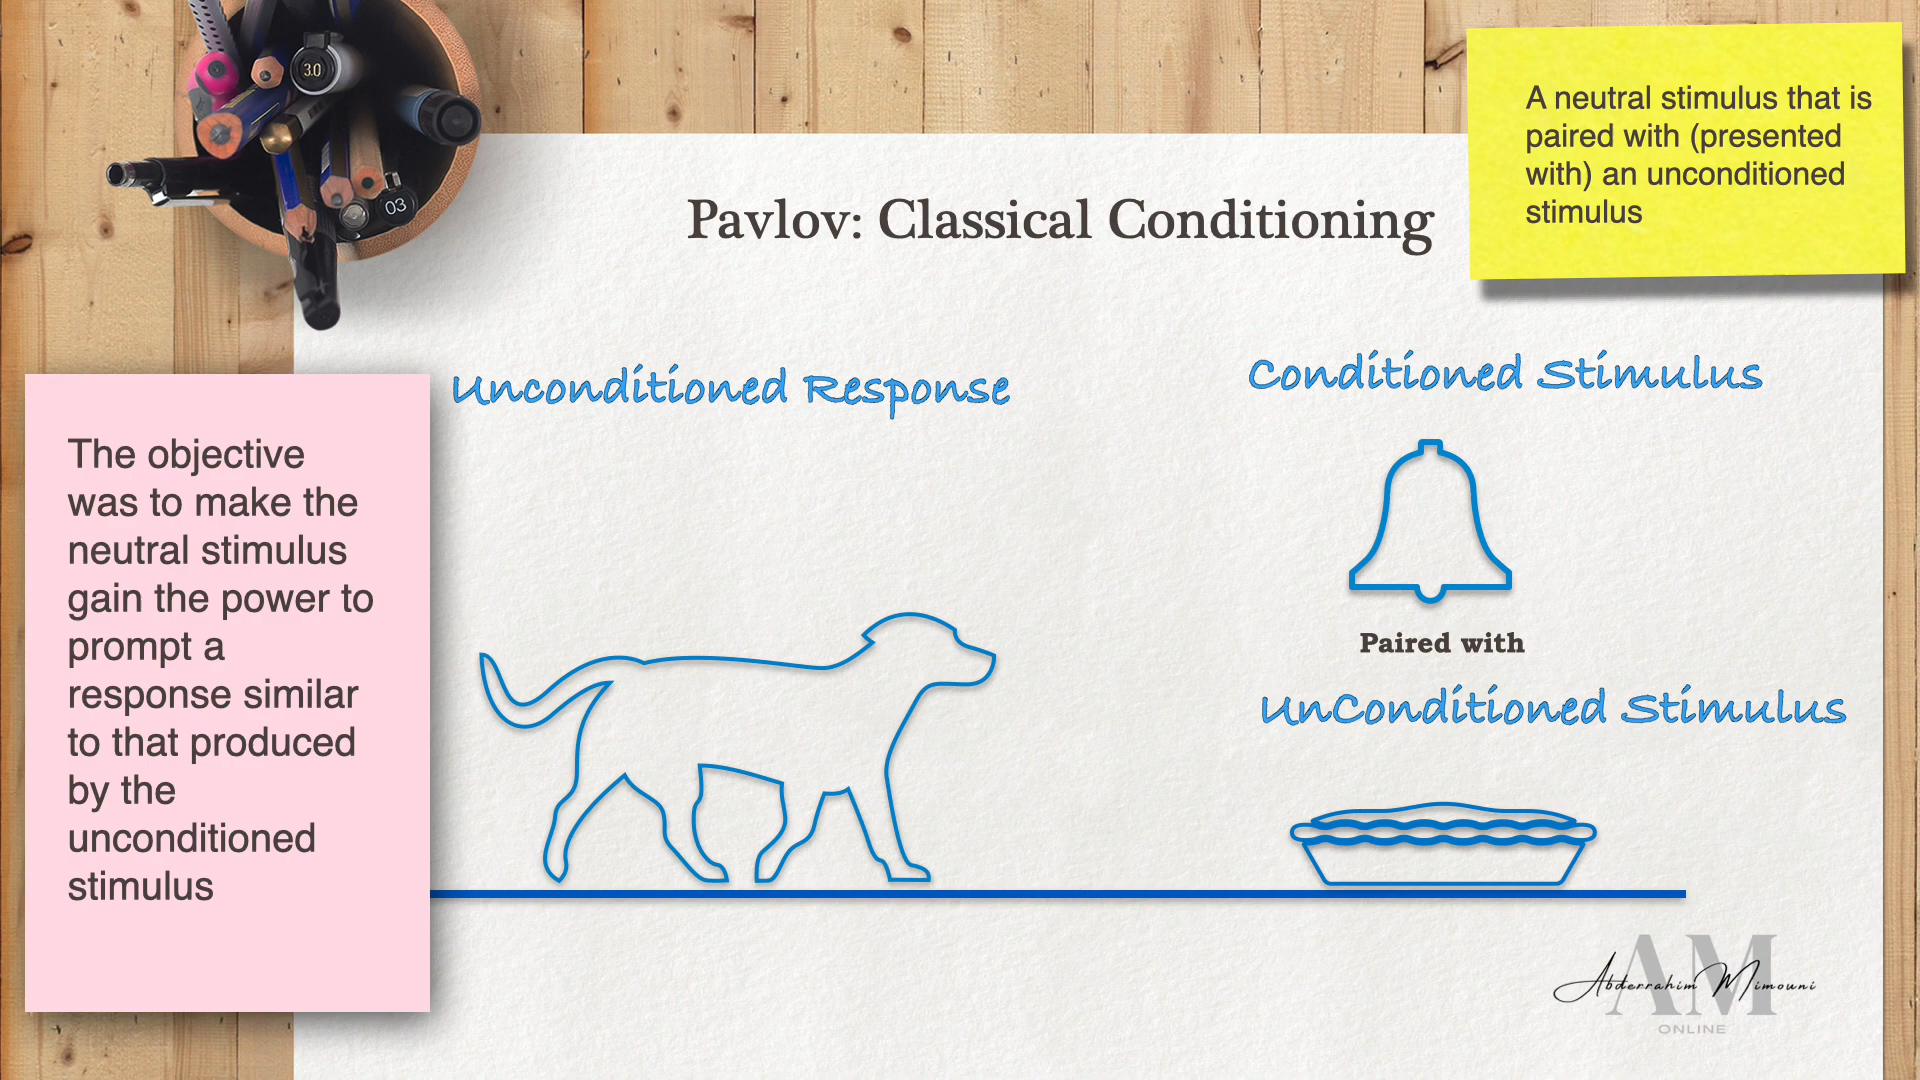 3.0
03
A neutral stimulus that is
paired with (presented
with) an unconditioned
stimulus
Pavlov: Classical Conditioning
Unconditioned Response
Conditioned Stimulus
The objective
was to make the
neutral stimulus
gain the power to
prompt a
response similar
to that produced
by the
unconditioned
stimulus
Paired with
UnConditioned Stimulus
AM
Abderrahim Mimouni
ONLINE